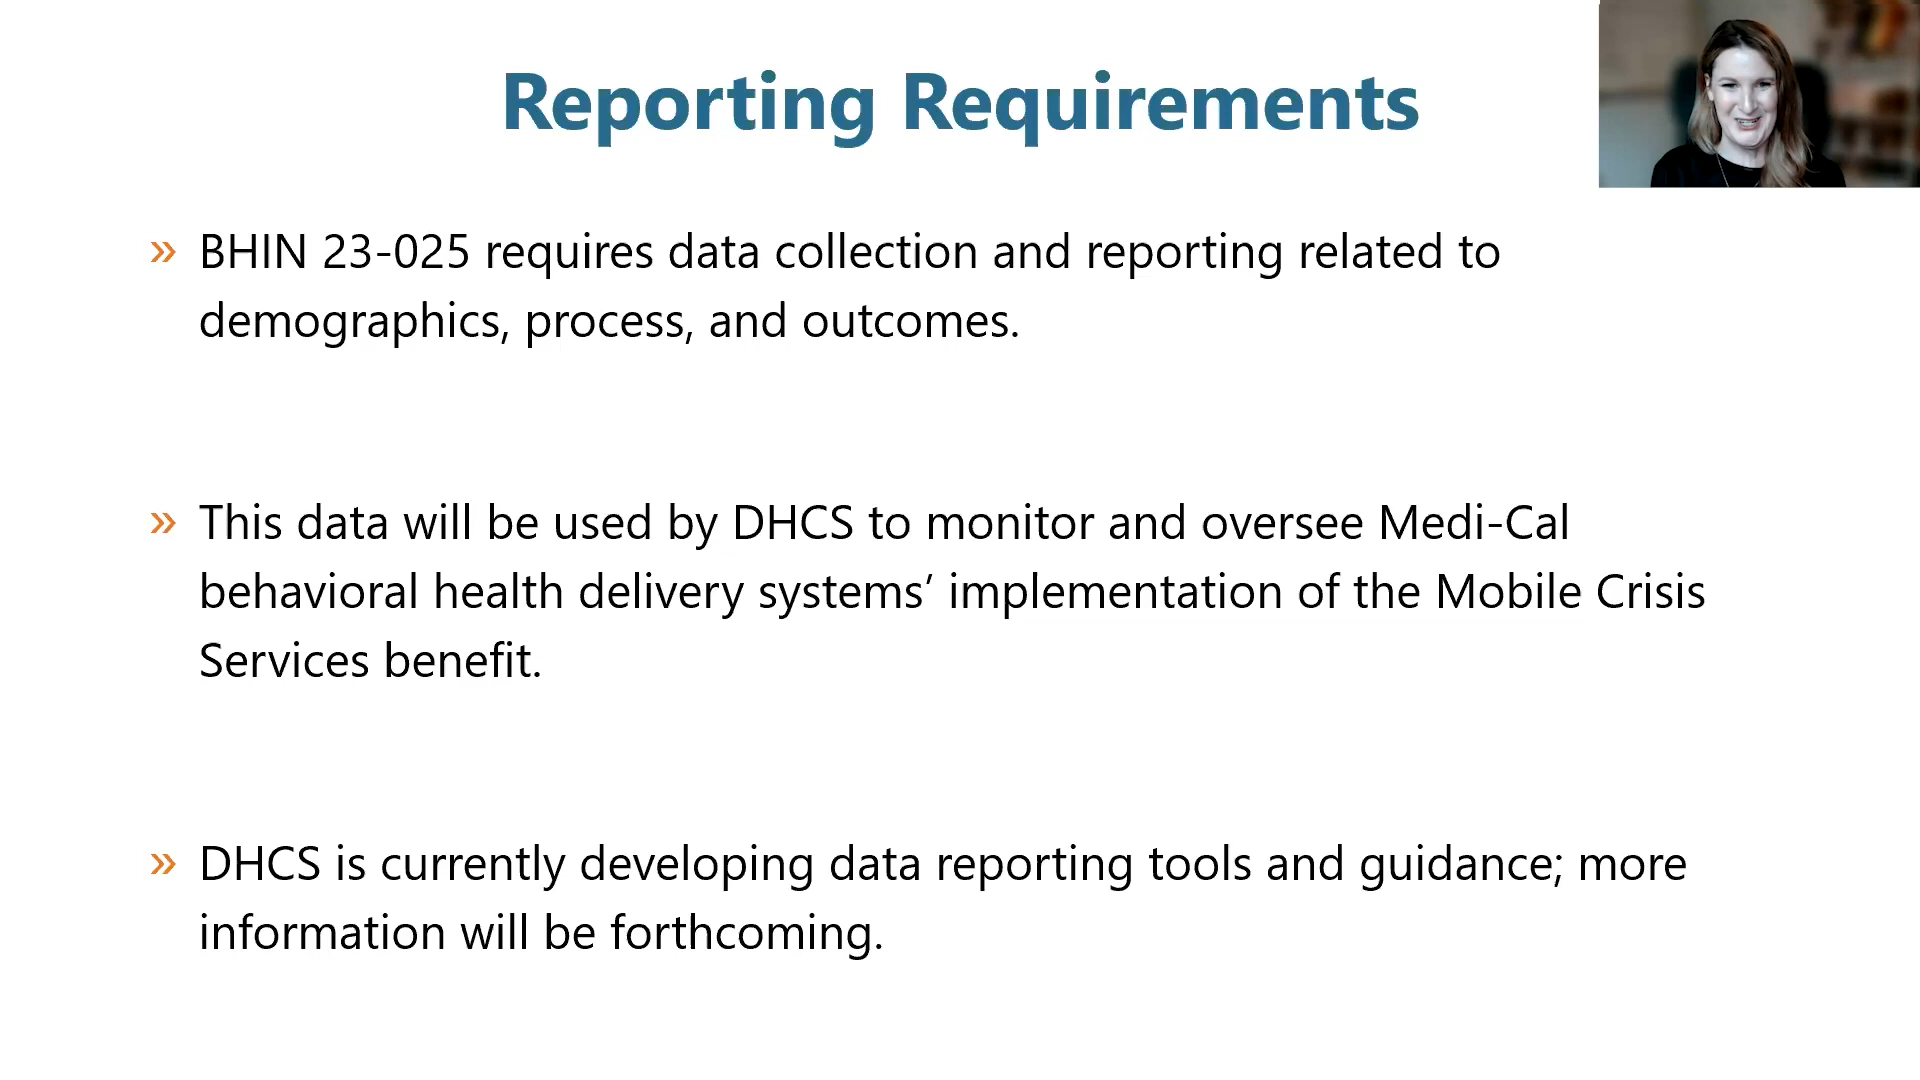 Reporting Requirements
» BHIN 23-025 requires data collection and reporting related to
demographics, process, and outcomes.
» This data will be used by DHCS to monitor and oversee Medi-Cal
behavioral health delivery systems’ implementation of the Mobile Crisis
Services benefit.
» DHCS is currently developing data reporting tools and guidance; more
information will be forthcoming.